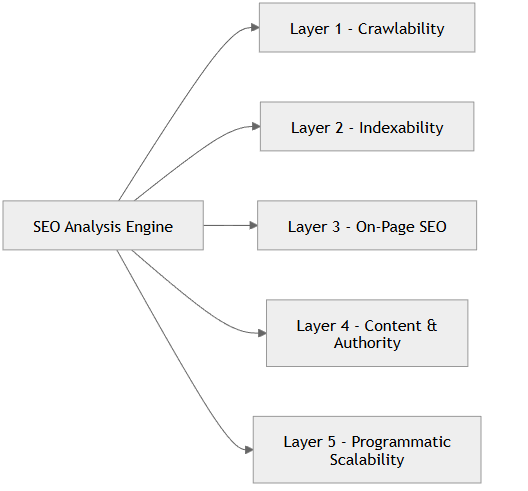 Layer 1 - Crawlability
Layer 2 - Indexability
SEO Analysis Engine
Layer 3 - On-Page SEO
Layer 4 - Content &
Authority
Layer 5 - Programmatic
Scalability